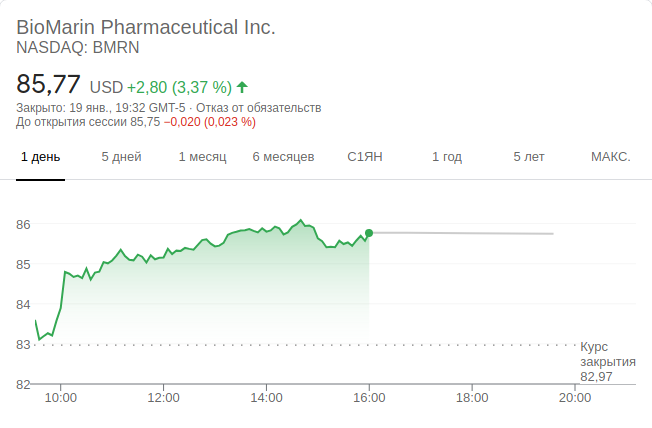 BioMarin Pharmaceutical Inc.
NASDAQ: BMRN
85,77 USD +2,80 (3,37 %)
Закрыто: 19 янв., 19:32 GMT-5 · Отказ от обязательств
До открытия сессии 85,75 −0,020 (0,023 %)
1 день 5 дней 1 месяц 6 месяцев С1ЯН 1 год 5 лет МАКС.
86
85
84
83
82
Курс
закрытия
82,97
10:00 12:00 14:00 16:00 18:00 20:00